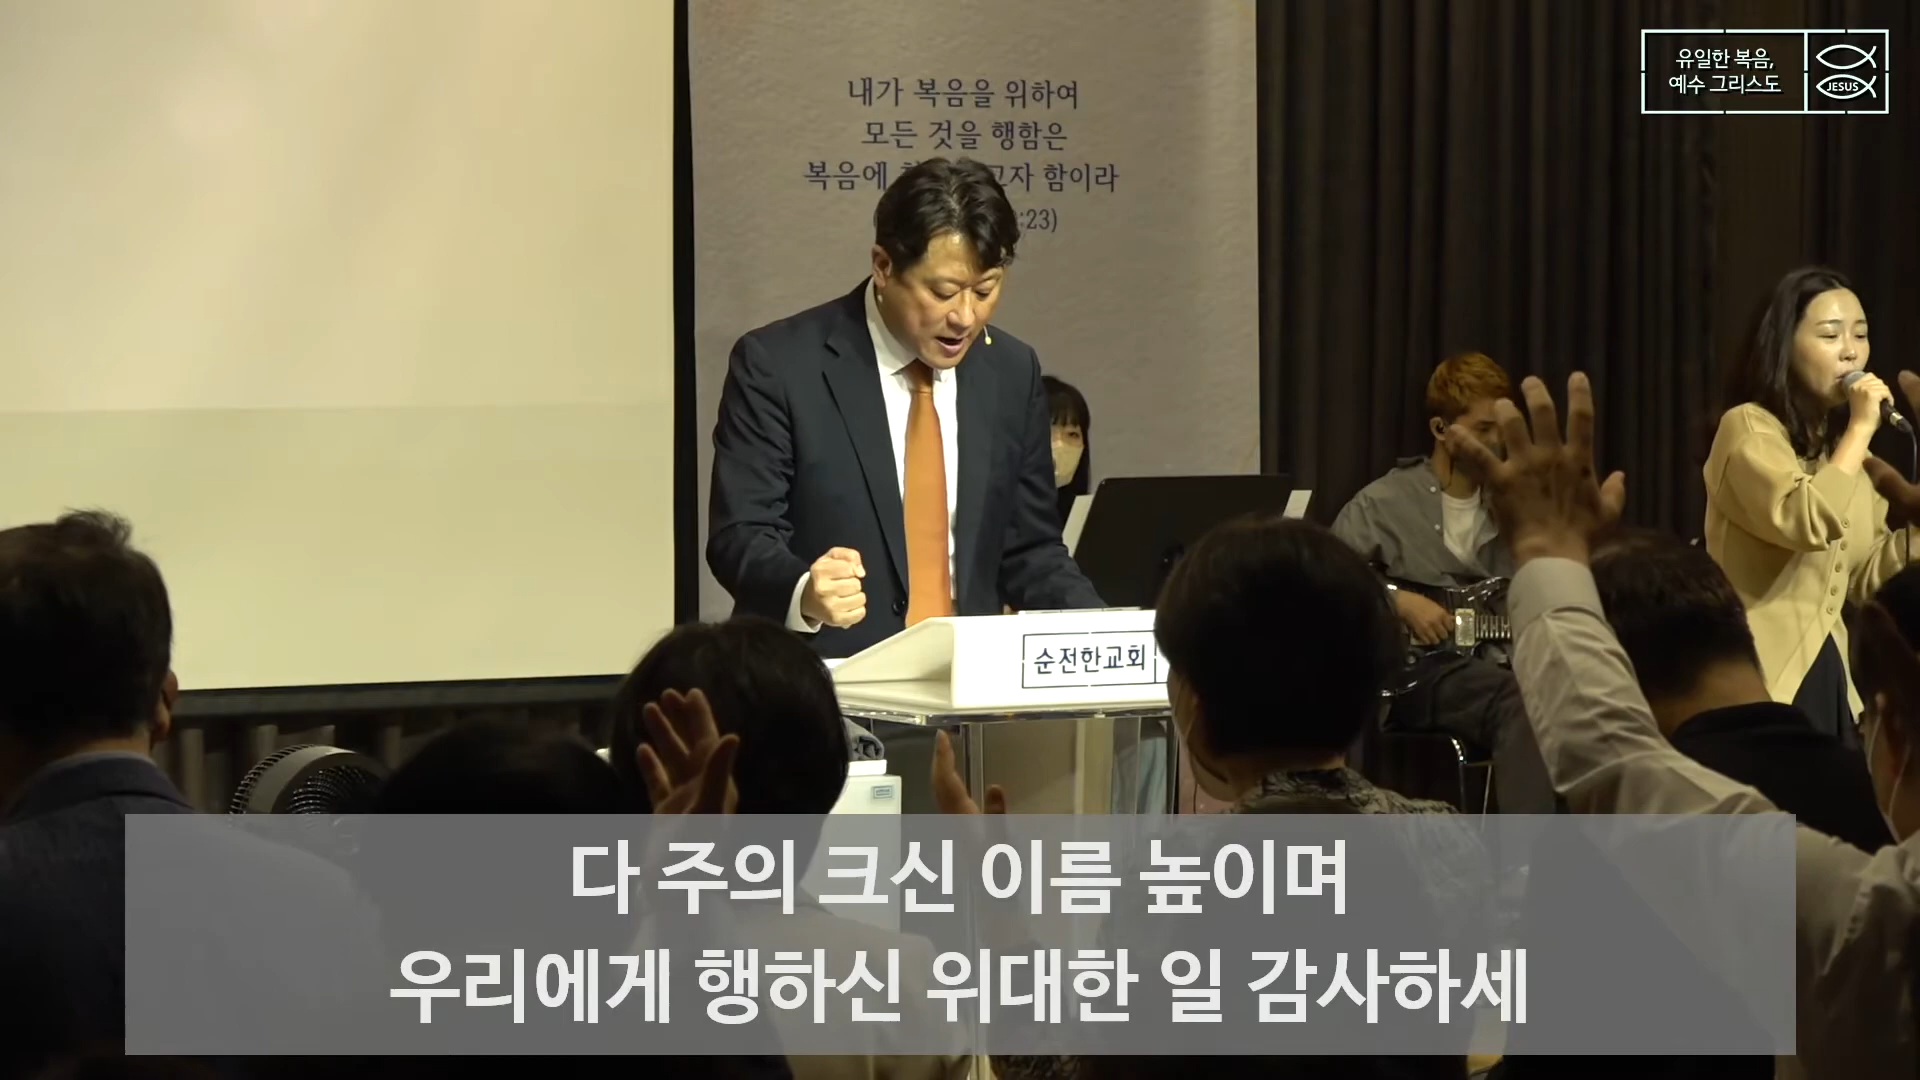 내가 복음을 위하여
모든 것을 행함은
복음에 고자 함이라
:23)
유일한 복음,
예수 그리스도
JESUS
순전한교회
다 주의 크신 이름 높이며
우리에게 행하신 위대한 일 감사하세